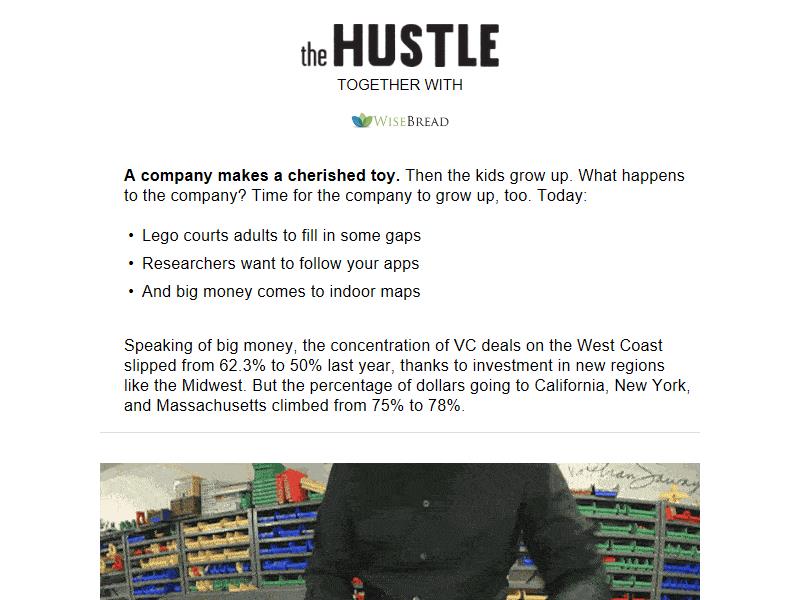 the HUSTLE
TOGETHER WITH
WISEBREAD
A company makes a cherished toy. Then the kids grow up. What happens
to the company? Time for the company to grow up, too. Today:
• Lego courts adults to fill in some gaps
• Researchers want to follow your apps
• And big money comes to indoor maps
Speaking of big money, the concentration of VC deals on the West Coast
slipped from 62.3% to 50% last year, thanks to investment in new regions
like the Midwest. But the percentage of dollars going to California, New York,
and Massachusetts climbed from 75% to 78%.